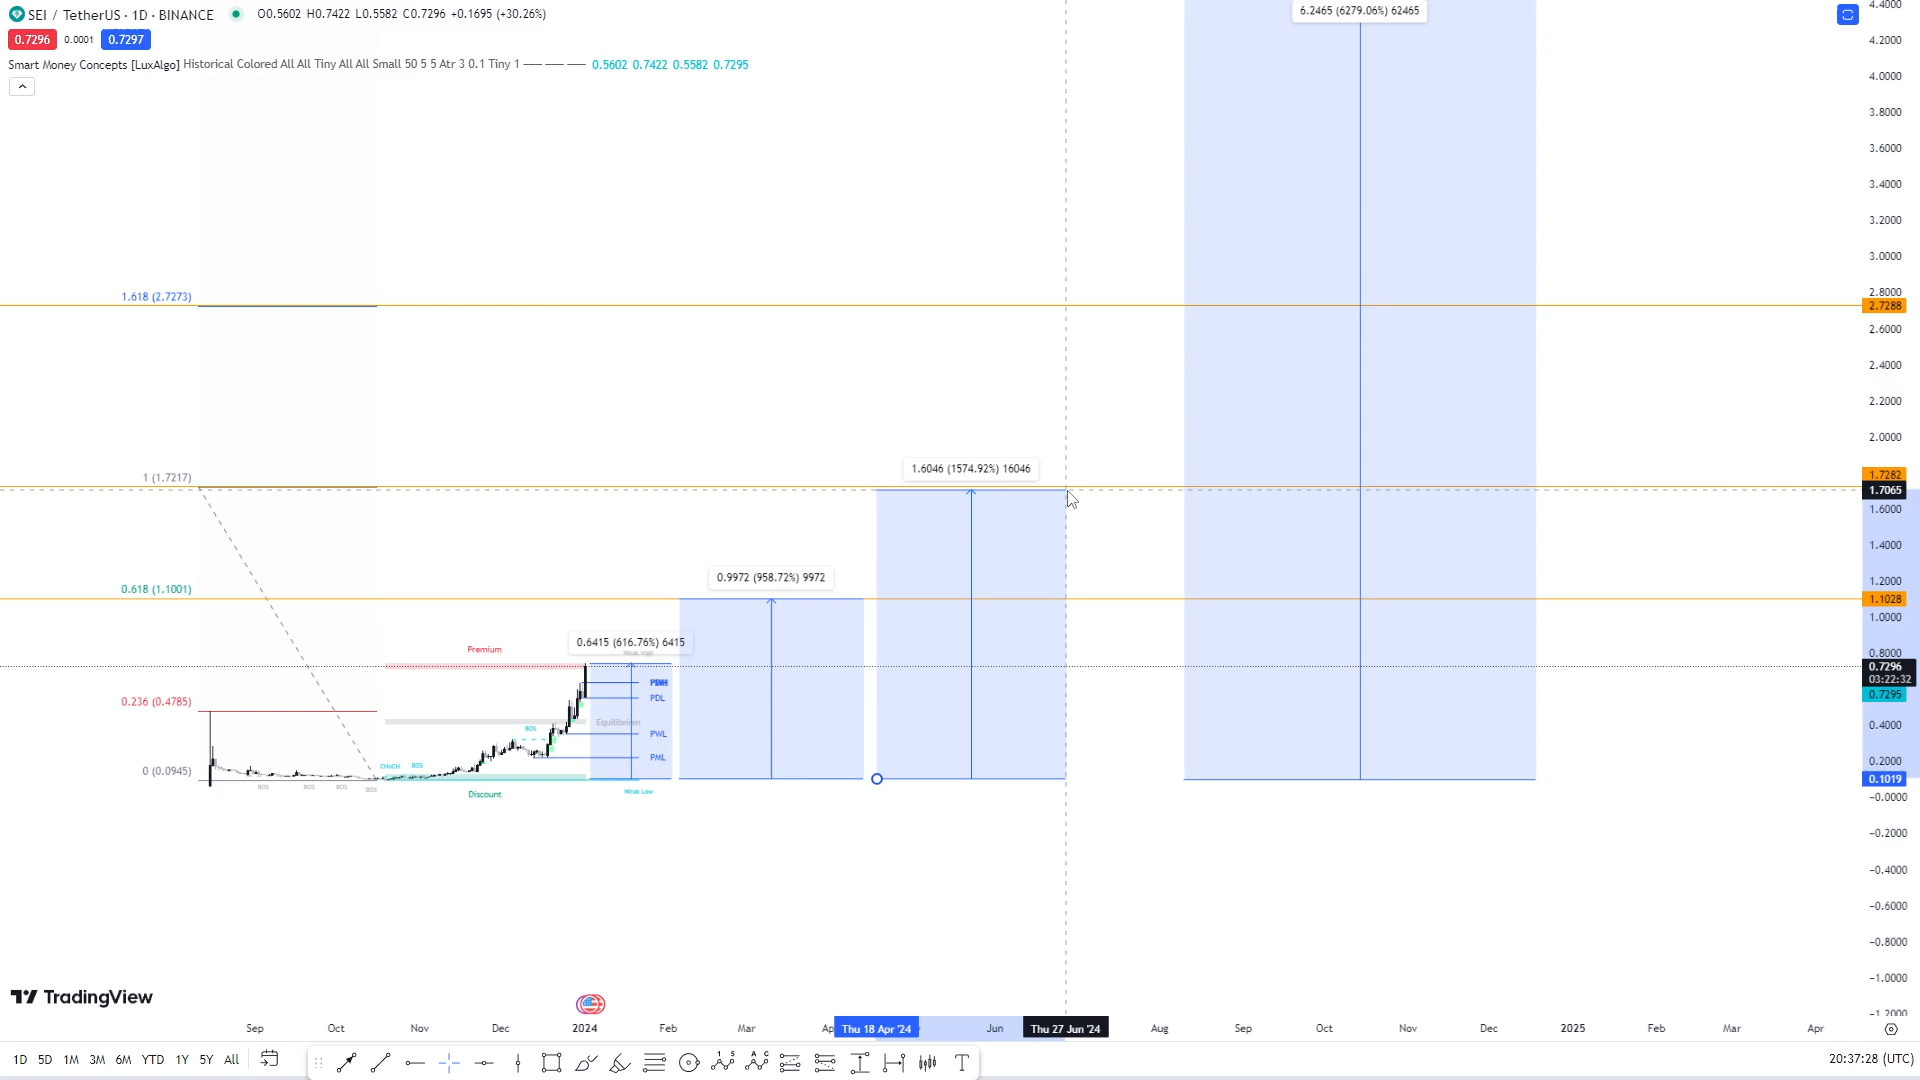 SEI / TetherUS · 1D · BINANCE O0.5602 H0.7422 L0.5582 C0.7296 +0.1695 (+30.26%)
0.7296 0.0001 0.7297
Smart Money Concepts [LuxAlgo] Historical Colored All All Tiny All All Small 50 5 5 Atr 3 0.1 Tiny 1 0.5602 0.7422 0.5582 0.7295
6.2465 (6279.06%) 62465
4.4000
4.2000
4.0000
3.8000
3.6000
3.4000
3.2000
3.0000
2.8000
1.618 (2.7273)
2.7288
2.6000
2.4000
2.2000
2.0000
1.6046 (1574.92%) 16046
1 (1.7217)
1.7282
1.7065
1.6000
1.4000
0.9972 (958.72%) 9972
1.2000
0.618 (1.1001)
1.1028
1.0000
0.6415 (616.76%) 6415
Weak High
Premium
0.8000
0.7296
03:22:32
0.7295
PDL
0.236 (0.4785)
Equilibrium
BOS
0.4000
PWL
PML
0.2000
CHoCH BOS
0 (0.0945)
0.1019
BOS BOS BOS BOS
Discount
Weak Low
−0.0000
−0.2000
−0.4000
−0.6000
−0.8000
−1.0000
−1.2000
TradingView
Sep Oct Nov Dec 2024 Feb Mar Ap Thu 18 Apr '24 Jun Thu 27 Jun '24 Aug Sep Oct Nov Dec 2025 Feb Mar Apr
1D 5D 1M 3M 6M YTD 1Y 5Y All
20:37:28 (UTC)